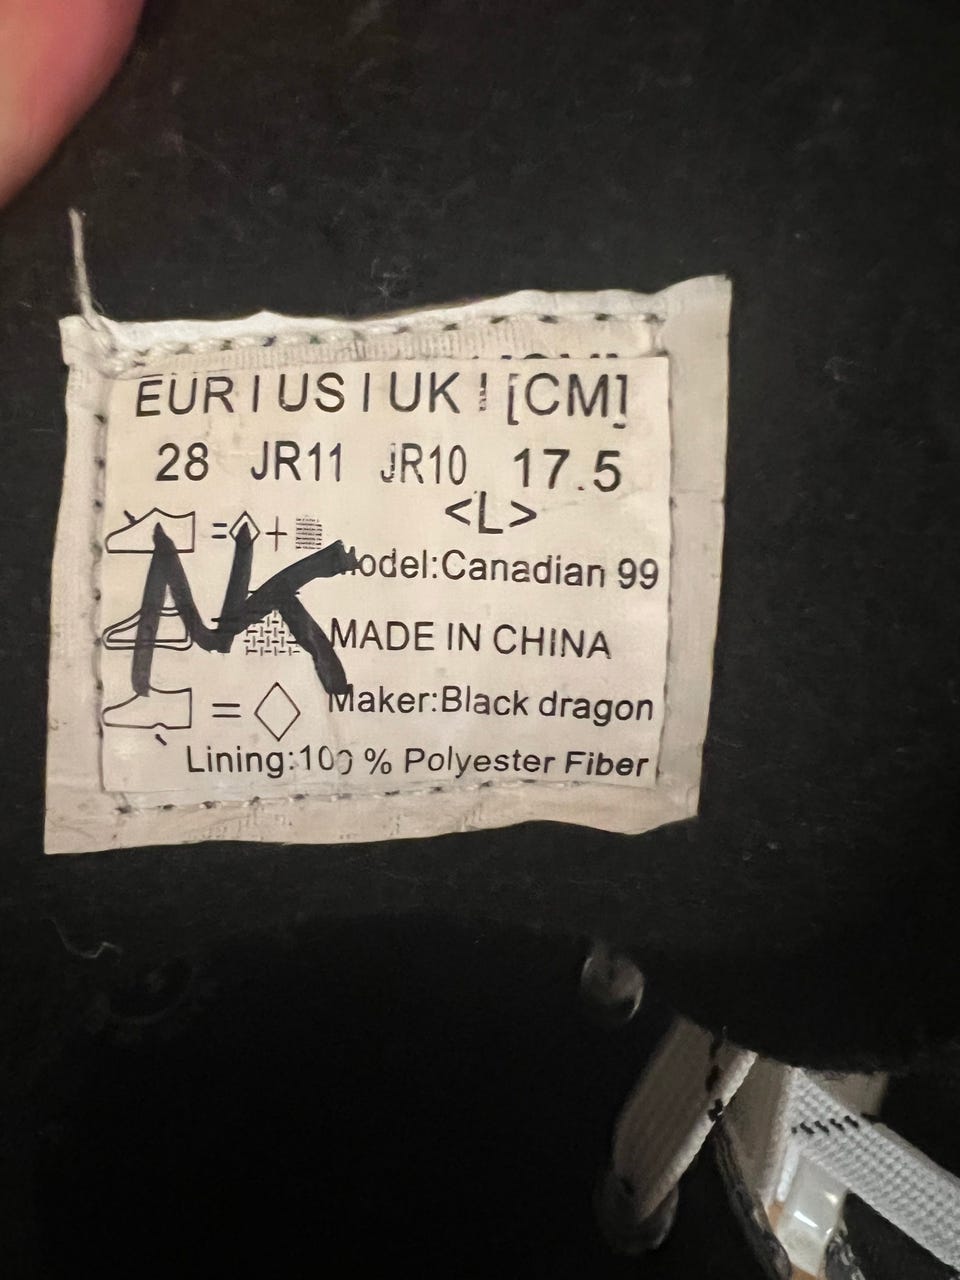 EUR | US | UK | [CM]
28 JR11 JR10 17.5
<L>
Model:Canadian 99
MADE IN CHINA
Maker:Black dragon
Lining:100 % Polyester Fiber
NK